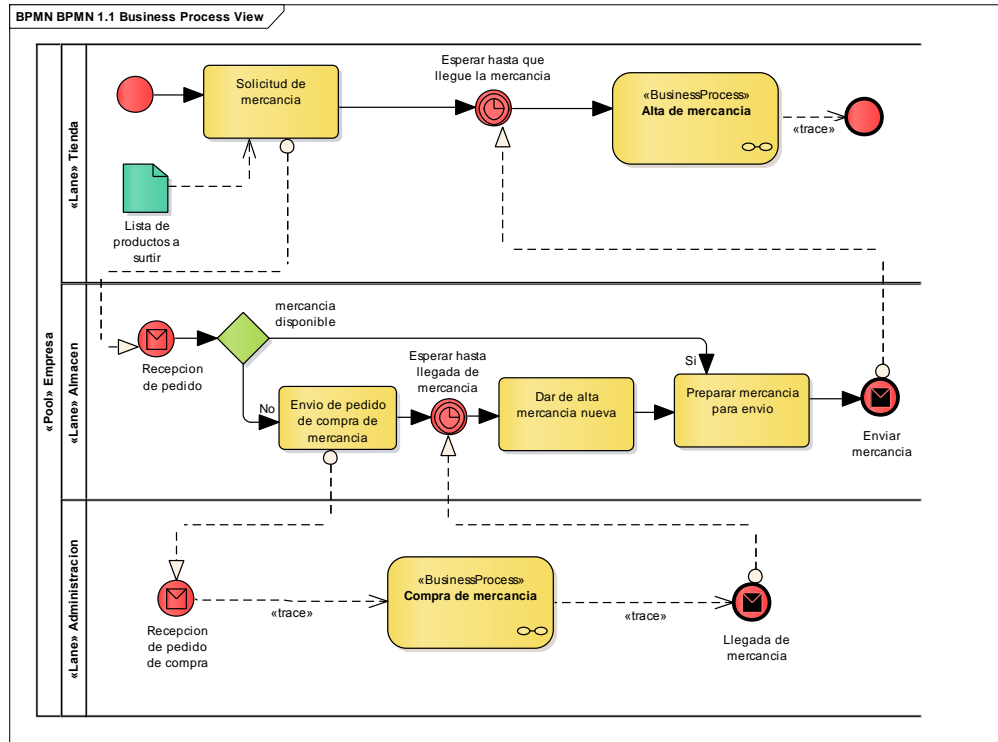 BPMN BPMN 1.1 Business Process View
«Pool» Empresa
«Lane» Tienda
Solicitud de
mercancia
Esperar hasta que
llegue la mercancia
«BusinessProcess»
Alta de mercancia
«trace»
Lista de
productos a
surtir
«Lane» Almacen
mercancia
disponible
Recepcion
de pedido
No
Si
Envio de pedido
de compra de
mercancia
Esperar hasta
llegada de
mercancia
Dar de alta
mercancia nueva
Preparar mercancia
para envio
Enviar
mercancia
«Lane» Administracion
Recepcion
de pedido
de compra
«trace»
«BusinessProcess»
Compra de mercancia
«trace»
Llegada de
mercancia